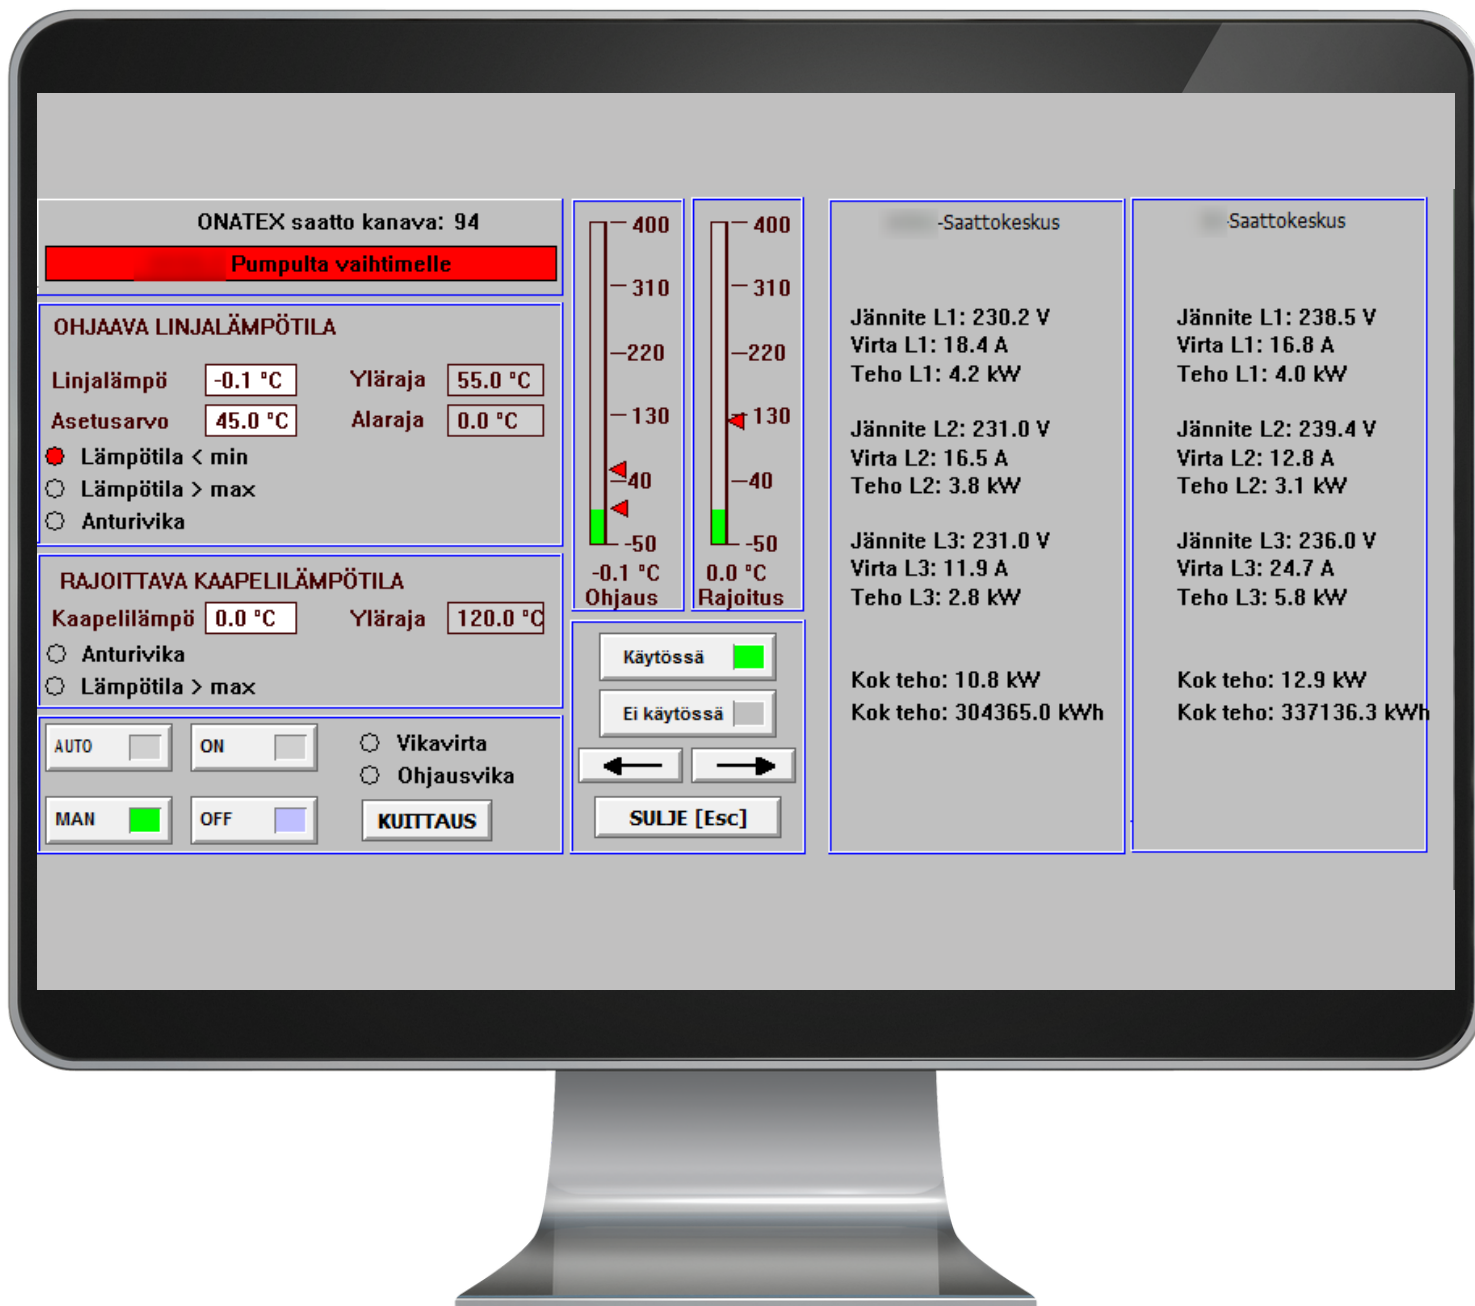 ONATEX saatto kanava: 94
Pumpulta vaihtimelle
OHJAAVA LINJALÄMPÖTILA
Linjalämpö -0.1 °C Yläraja 55.0 °C
Asetusarvo 45.0 °C Alaraja 0.0 °C
Lämpötila < min
Lämpötila > max
Anturivika
RAJOITTAVA KAAPELILÄMPÖTILA
Kaapelilämpö 0.0 °C Yläraja 120.0 °C
Anturivika
Lämpötila > max
AUTO ON Vikavirta
Ohjausvika
MAN OFF KUITTAUS
400
310
220
130
40
-50
-0.1 °C
Ohjaus
400
310
220
130
40
-50
0.0 °C
Rajoitus
Käytössä
Ei käytössä
SULJE [Esc]
-Saattokeskus
Jännite L1: 230.2 V
Virta L1: 18.4 A
Teho L1: 4.2 kW
Jännite L2: 231.0 V
Virta L2: 16.5 A
Teho L2: 3.8 kW
Jännite L3: 231.0 V
Virta L3: 11.9 A
Teho L3: 2.8 kW
Kok teho: 10.8 kW
Kok teho: 304365.0 kWh
-Saattokeskus
Jännite L1: 238.5 V
Virta L1: 16.8 A
Teho L1: 4.0 kW
Jännite L2: 239.4 V
Virta L2: 12.8 A
Teho L2: 3.1 kW
Jännite L3: 236.0 V
Virta L3: 24.7 A
Teho L3: 5.8 kW
Kok teho: 12.9 kW
Kok teho: 337136.3 kWh